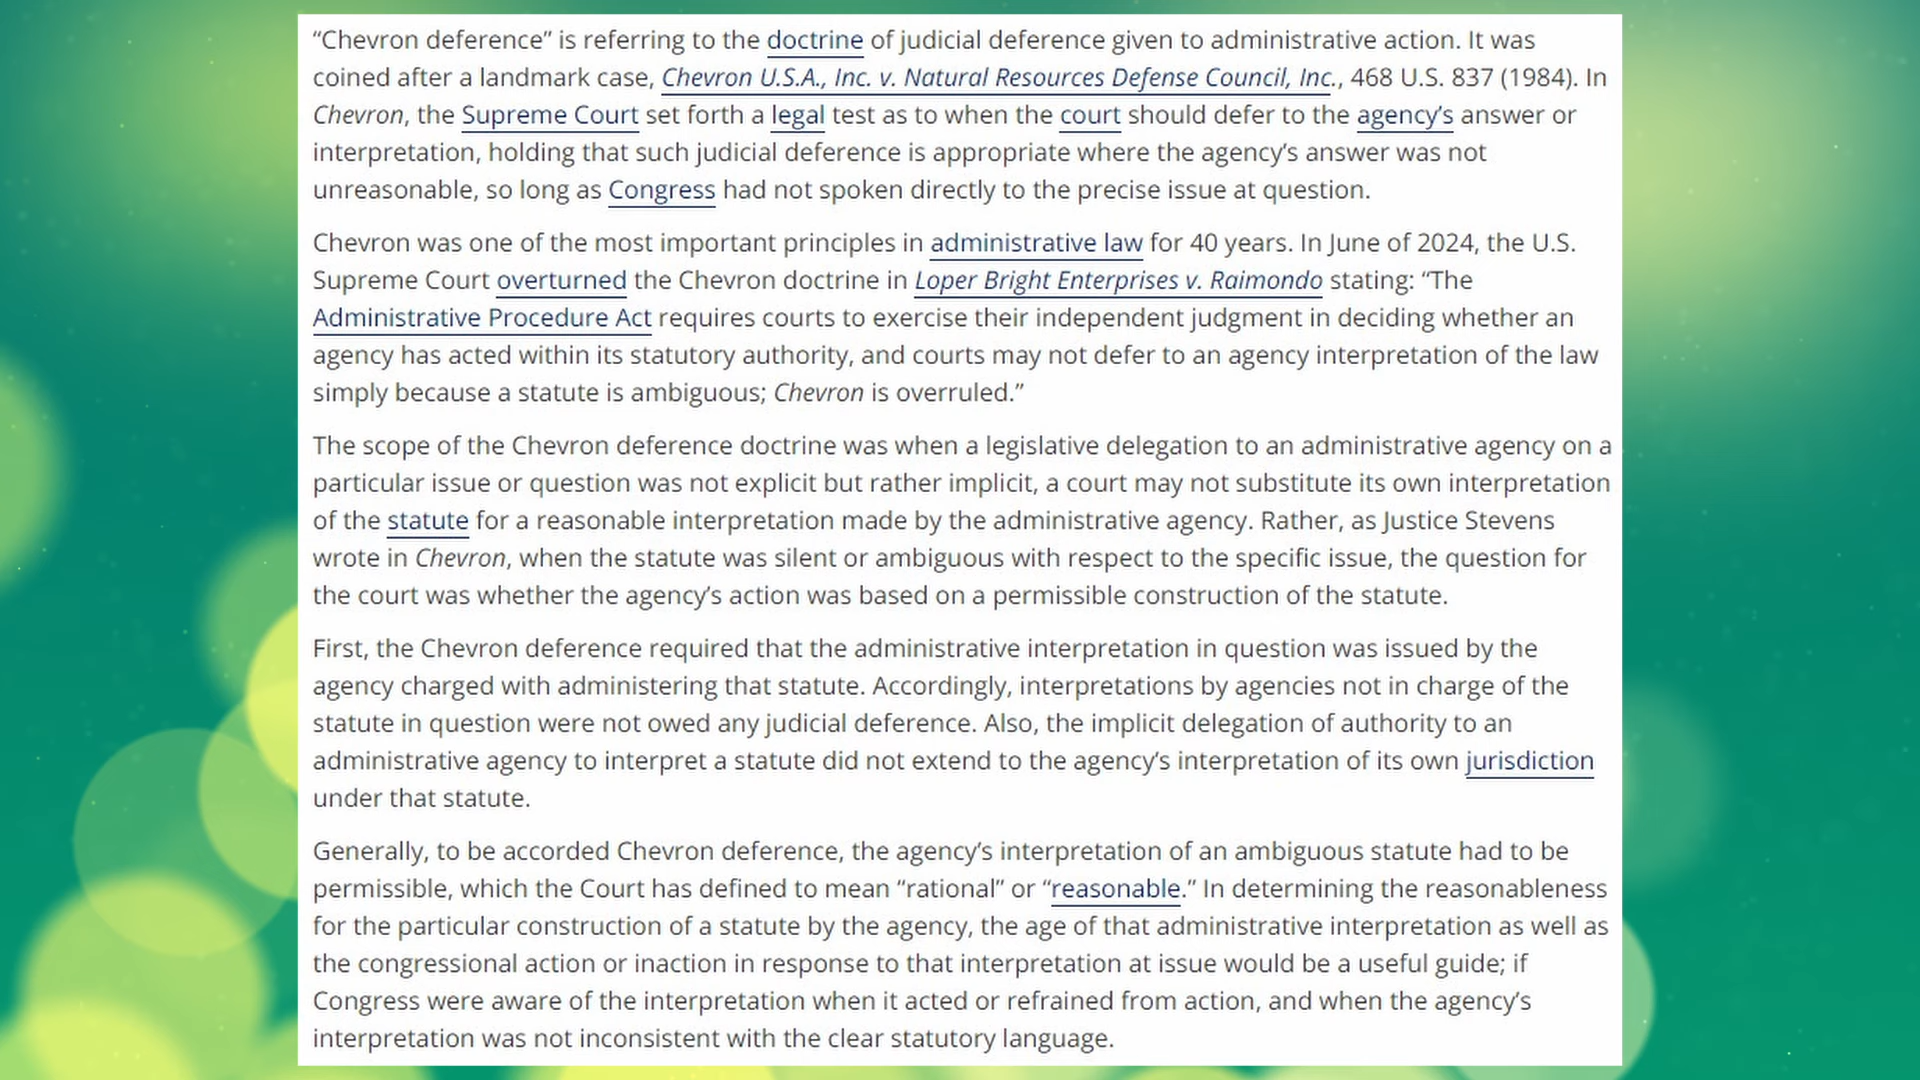 “Chevron deference” is referring to the doctrine of judicial deference given to administrative action. It was
coined after a landmark case, Chevron U.S.A., Inc. v. Natural Resources Defense Council, Inc., 468 U.S. 837 (1984). In
Chevron, the Supreme Court set forth a legal test as to when the court should defer to the agency’s answer or
interpretation, holding that such judicial deference is appropriate where the agency’s answer was not
unreasonable, so long as Congress had not spoken directly to the precise issue at question.
Chevron was one of the most important principles in administrative law for 40 years. In June of 2024, the U.S.
Supreme Court overturned the Chevron doctrine in Loper Bright Enterprises v. Raimondo stating: “The
Administrative Procedure Act requires courts to exercise their independent judgment in deciding whether an
agency has acted within its statutory authority, and courts may not defer to an agency interpretation of the law
simply because a statute is ambiguous; Chevron is overruled.”
The scope of the Chevron deference doctrine was when a legislative delegation to an administrative agency on a
particular issue or question was not explicit but rather implicit, a court may not substitute its own interpretation
of the statute for a reasonable interpretation made by the administrative agency. Rather, as Justice Stevens
wrote in Chevron, when the statute was silent or ambiguous with respect to the specific issue, the question for
the court was whether the agency’s action was based on a permissible construction of the statute.
First, the Chevron deference required that the administrative interpretation in question was issued by the
agency charged with administering that statute. Accordingly, interpretations by agencies not in charge of the
statute in question were not owed any judicial deference. Also, the implicit delegation of authority to an
administrative agency to interpret a statute did not extend to the agency’s interpretation of its own jurisdiction
under that statute.
Generally, to be accorded Chevron deference, the agency’s interpretation of an ambiguous statute had to be
permissible, which the Court has defined to mean “rational” or “reasonable.” In determining the reasonableness
for the particular construction of a statute by the agency, the age of that administrative interpretation as well as
the congressional action or inaction in response to that interpretation at issue would be a useful guide; if
Congress were aware of the interpretation when it acted or refrained from action, and when the agency’s
interpretation was not inconsistent with the clear statutory language.